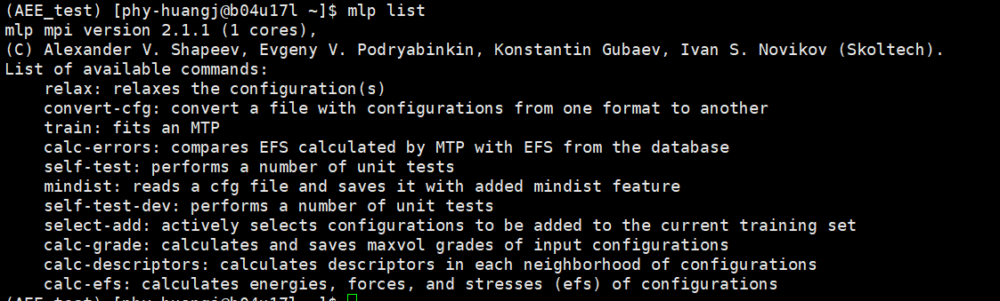 (AEE_test) [phy-huangj@b04u17l ~]$ mlp list
mlp mpi version 2.1.1 (1 cores),
(C) Alexander V. Shapeev, Evgeny V. Podryabinkin, Konstantin Gubaev, Ivan S. Novikov (Skoltech).
List of available commands:
    relax: relaxes the configuration(s)
    convert-cfg: convert a file with configurations from one format to another
    train: fits an MTP
    calc-errors: compares EFS calculated by MTP with EFS from the database
    self-test: performs a number of unit tests
    mindist: reads a cfg file and saves it with added mindist feature
    self-test-dev: performs a number of unit tests
    select-add: actively selects configurations to be added to the current training set
    calc-grade: calculates and saves maxvol grades of input configurations
    calc-descriptors: calculates descriptors in each neighborhood of configurations
    calc-efs: calculates energies, forces, and stresses (efs) of configurations
(AEE_test) [phy-huangj@b04u17l ~]$